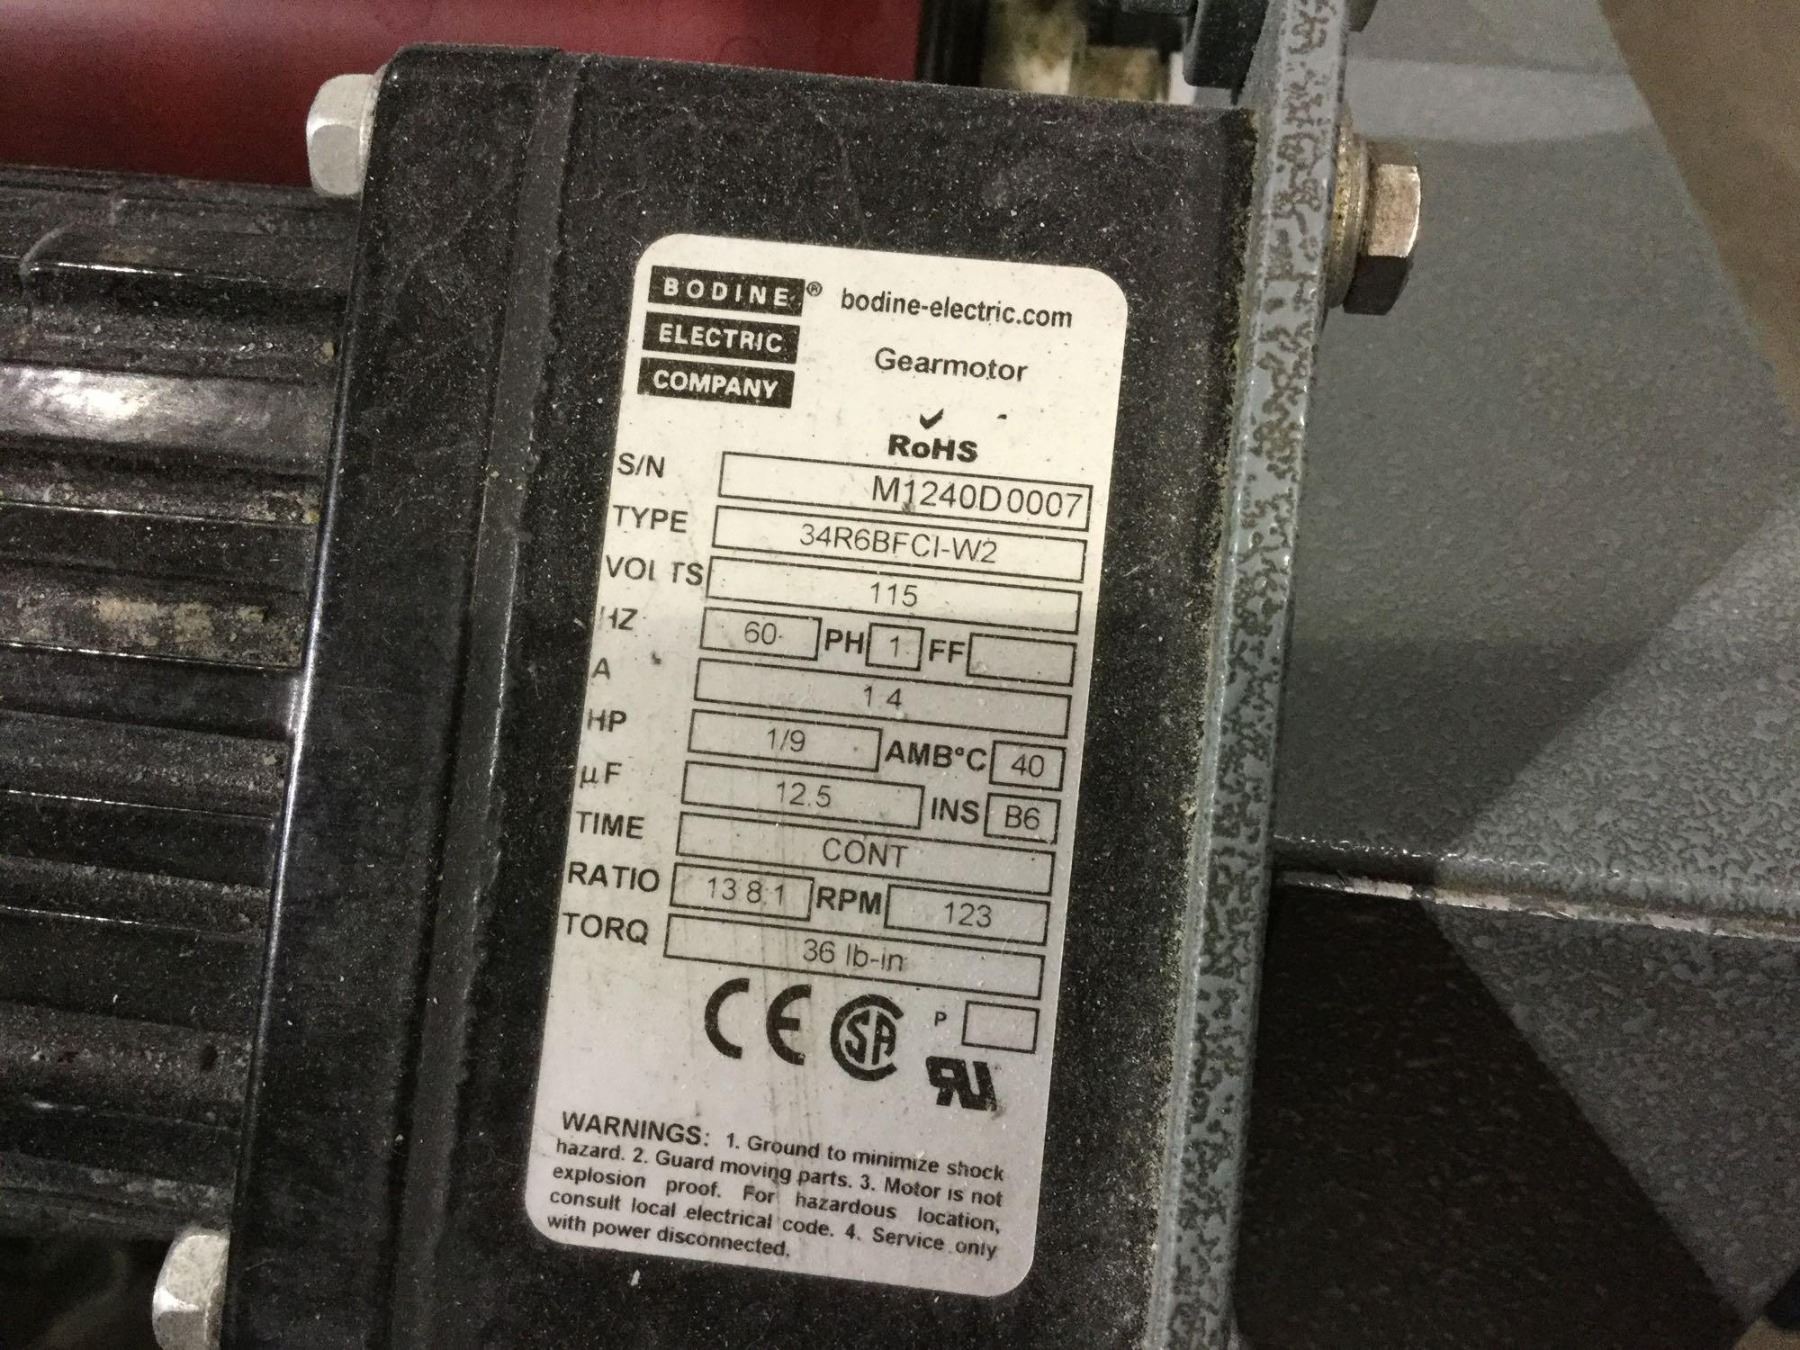 BODINE ® bodine-electric.com
ELECTRIC
COMPANY
Gearmotor
RoHS
S/N M1240D0007
TYPE 34R6BFCI-W2
VOLTS 115
HZ 60 PH 1 FF
A 1.4
HP 1/9 AMB°C 40
µF 12.5 INS B6
TIME CONT
RATIO 13.8:1 RPM 123
TORQ 36 lb-in
CE SA P
RU
WARNINGS: 1. Ground to minimize shock
hazard. 2. Guard moving parts. 3. Motor is not
explosion proof. For hazardous location,
consult local electrical code. 4. Service only
with power disconnected.